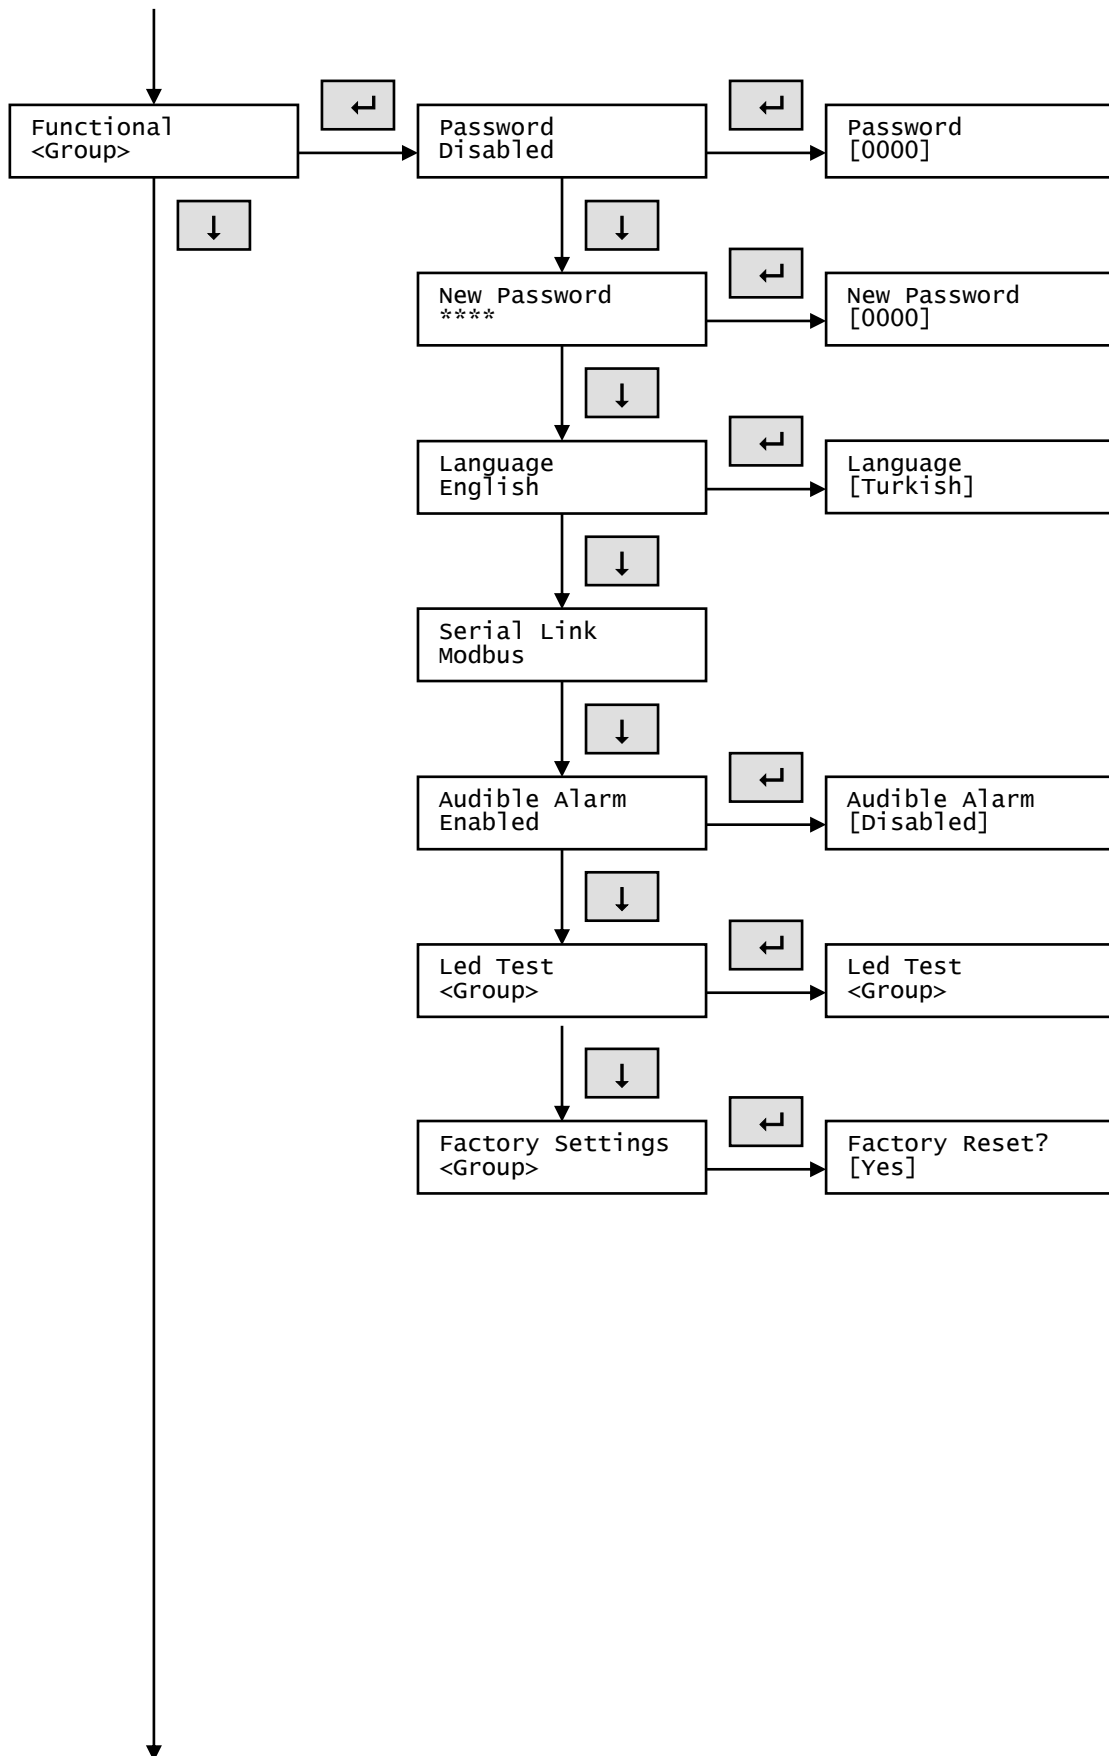 Functional
<Group>
Password
Disabled
Password
[0000]
New Password
****
New Password
[0000]
Language
English
Language
[Turkish]
Serial Link
Modbus
Audible Alarm
Enabled
Audible Alarm
[Disabled]
Led Test
<Group>
Led Test
<Group>
Factory Settings
<Group>
Factory Reset?
[Yes]